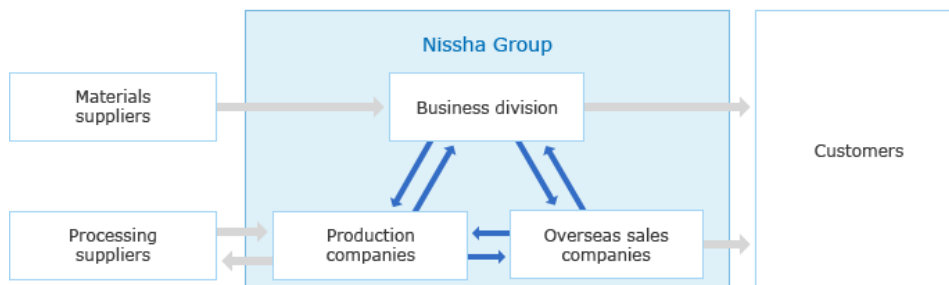 Nissha Group
Materials
suppliers
Business division
Customers
Processing
suppliers
Production
companies
Overseas sales
companies